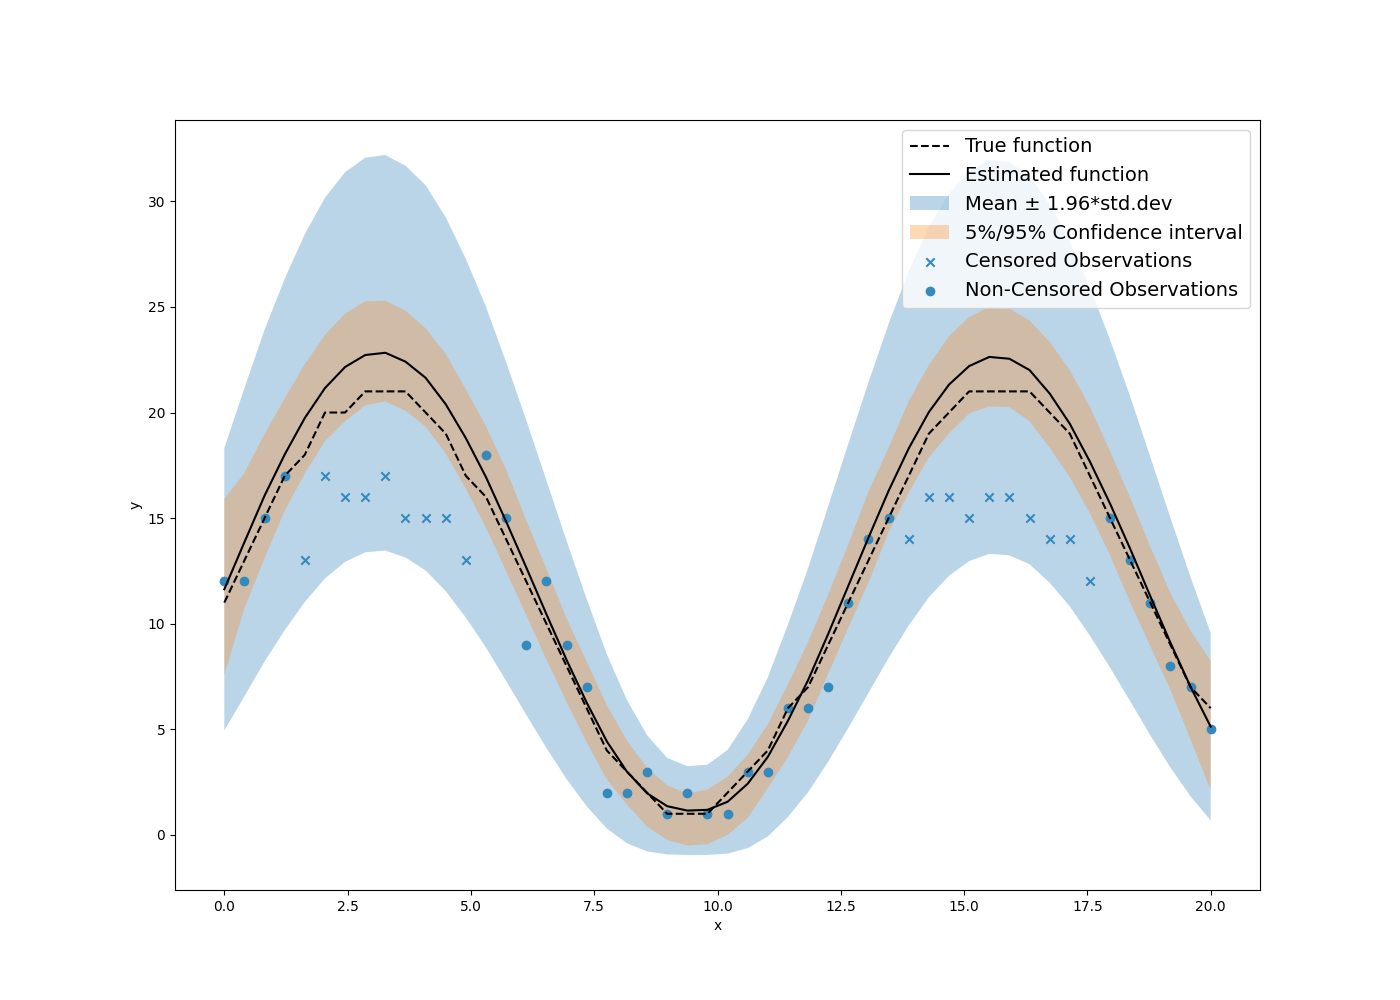 True function
Estimated function
Mean ± 1.96*std.dev
5%/95% Confidence interval
Censored Observations
Non-Censored Observations
30
25
20
15
10
5
0
y
0.0 2.5 5.0 7.5 10.0 12.5 15.0 17.5 20.0
x